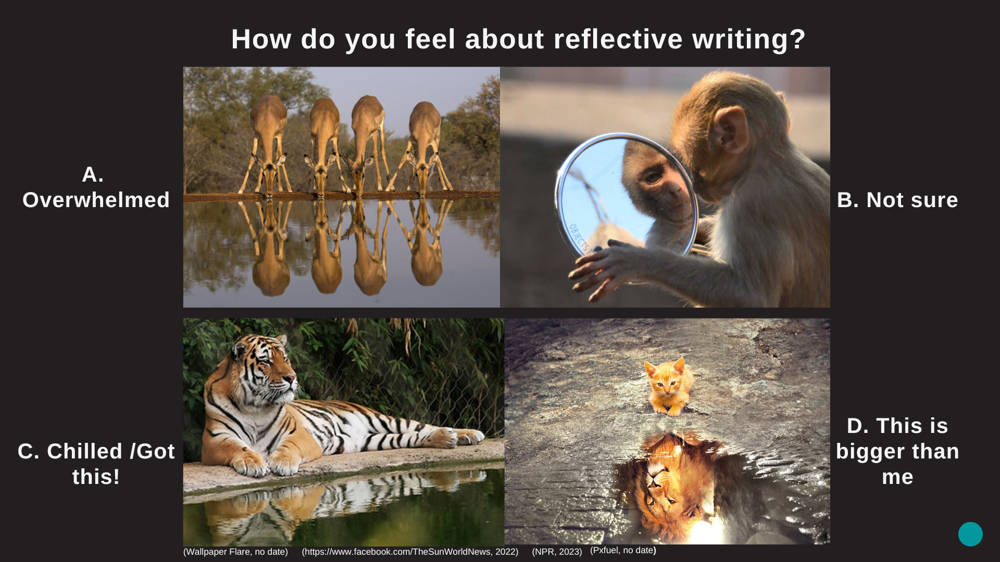 How do you feel about reflective writing?
A.
Overwhelmed
OBJECTS
B. Not sure
C. Chilled /Got
this!
D. This is
bigger than
me
(Wallpaper Flare, no date) (https://www.facebook.com/TheSunWorldNews, 2022) (NPR, 2023) (Pxfuel, no date)